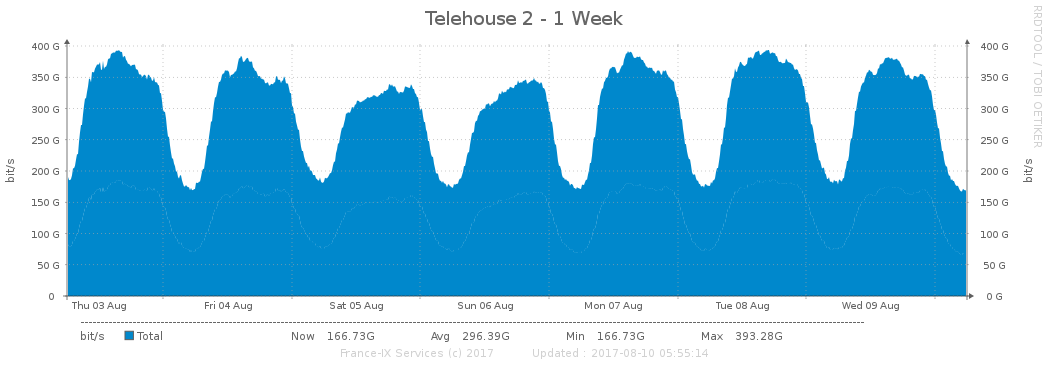 Telehouse 2 - 1 Week
RRDTOOL / TOBI OETIKER
400 G 400 G
350 G 350 G
300 G 300 G
250 G 250 G
200 G 200 G
150 G 150 G
100 G 100 G
50 G 50 G
0 0 G
bit/s bit/s
Thu 03 Aug Fri 04 Aug Sat 05 Aug Sun 06 Aug Mon 07 Aug Tue 08 Aug Wed 09 Aug
bit/s Total Now 166.73G Avg 296.39G Min 166.73G Max 393.28G
France-IX Services (c) 2017 Updated : 2017-08-10 05:55:14